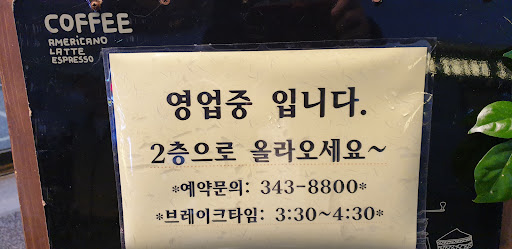 COFFEE
AMERICANO
LATTE
ESPRESSO
영업중 입니다.
2층으로 올라오세요~
*예약문의: 343-8800*
*브레이크타임: 3:30~4:30*